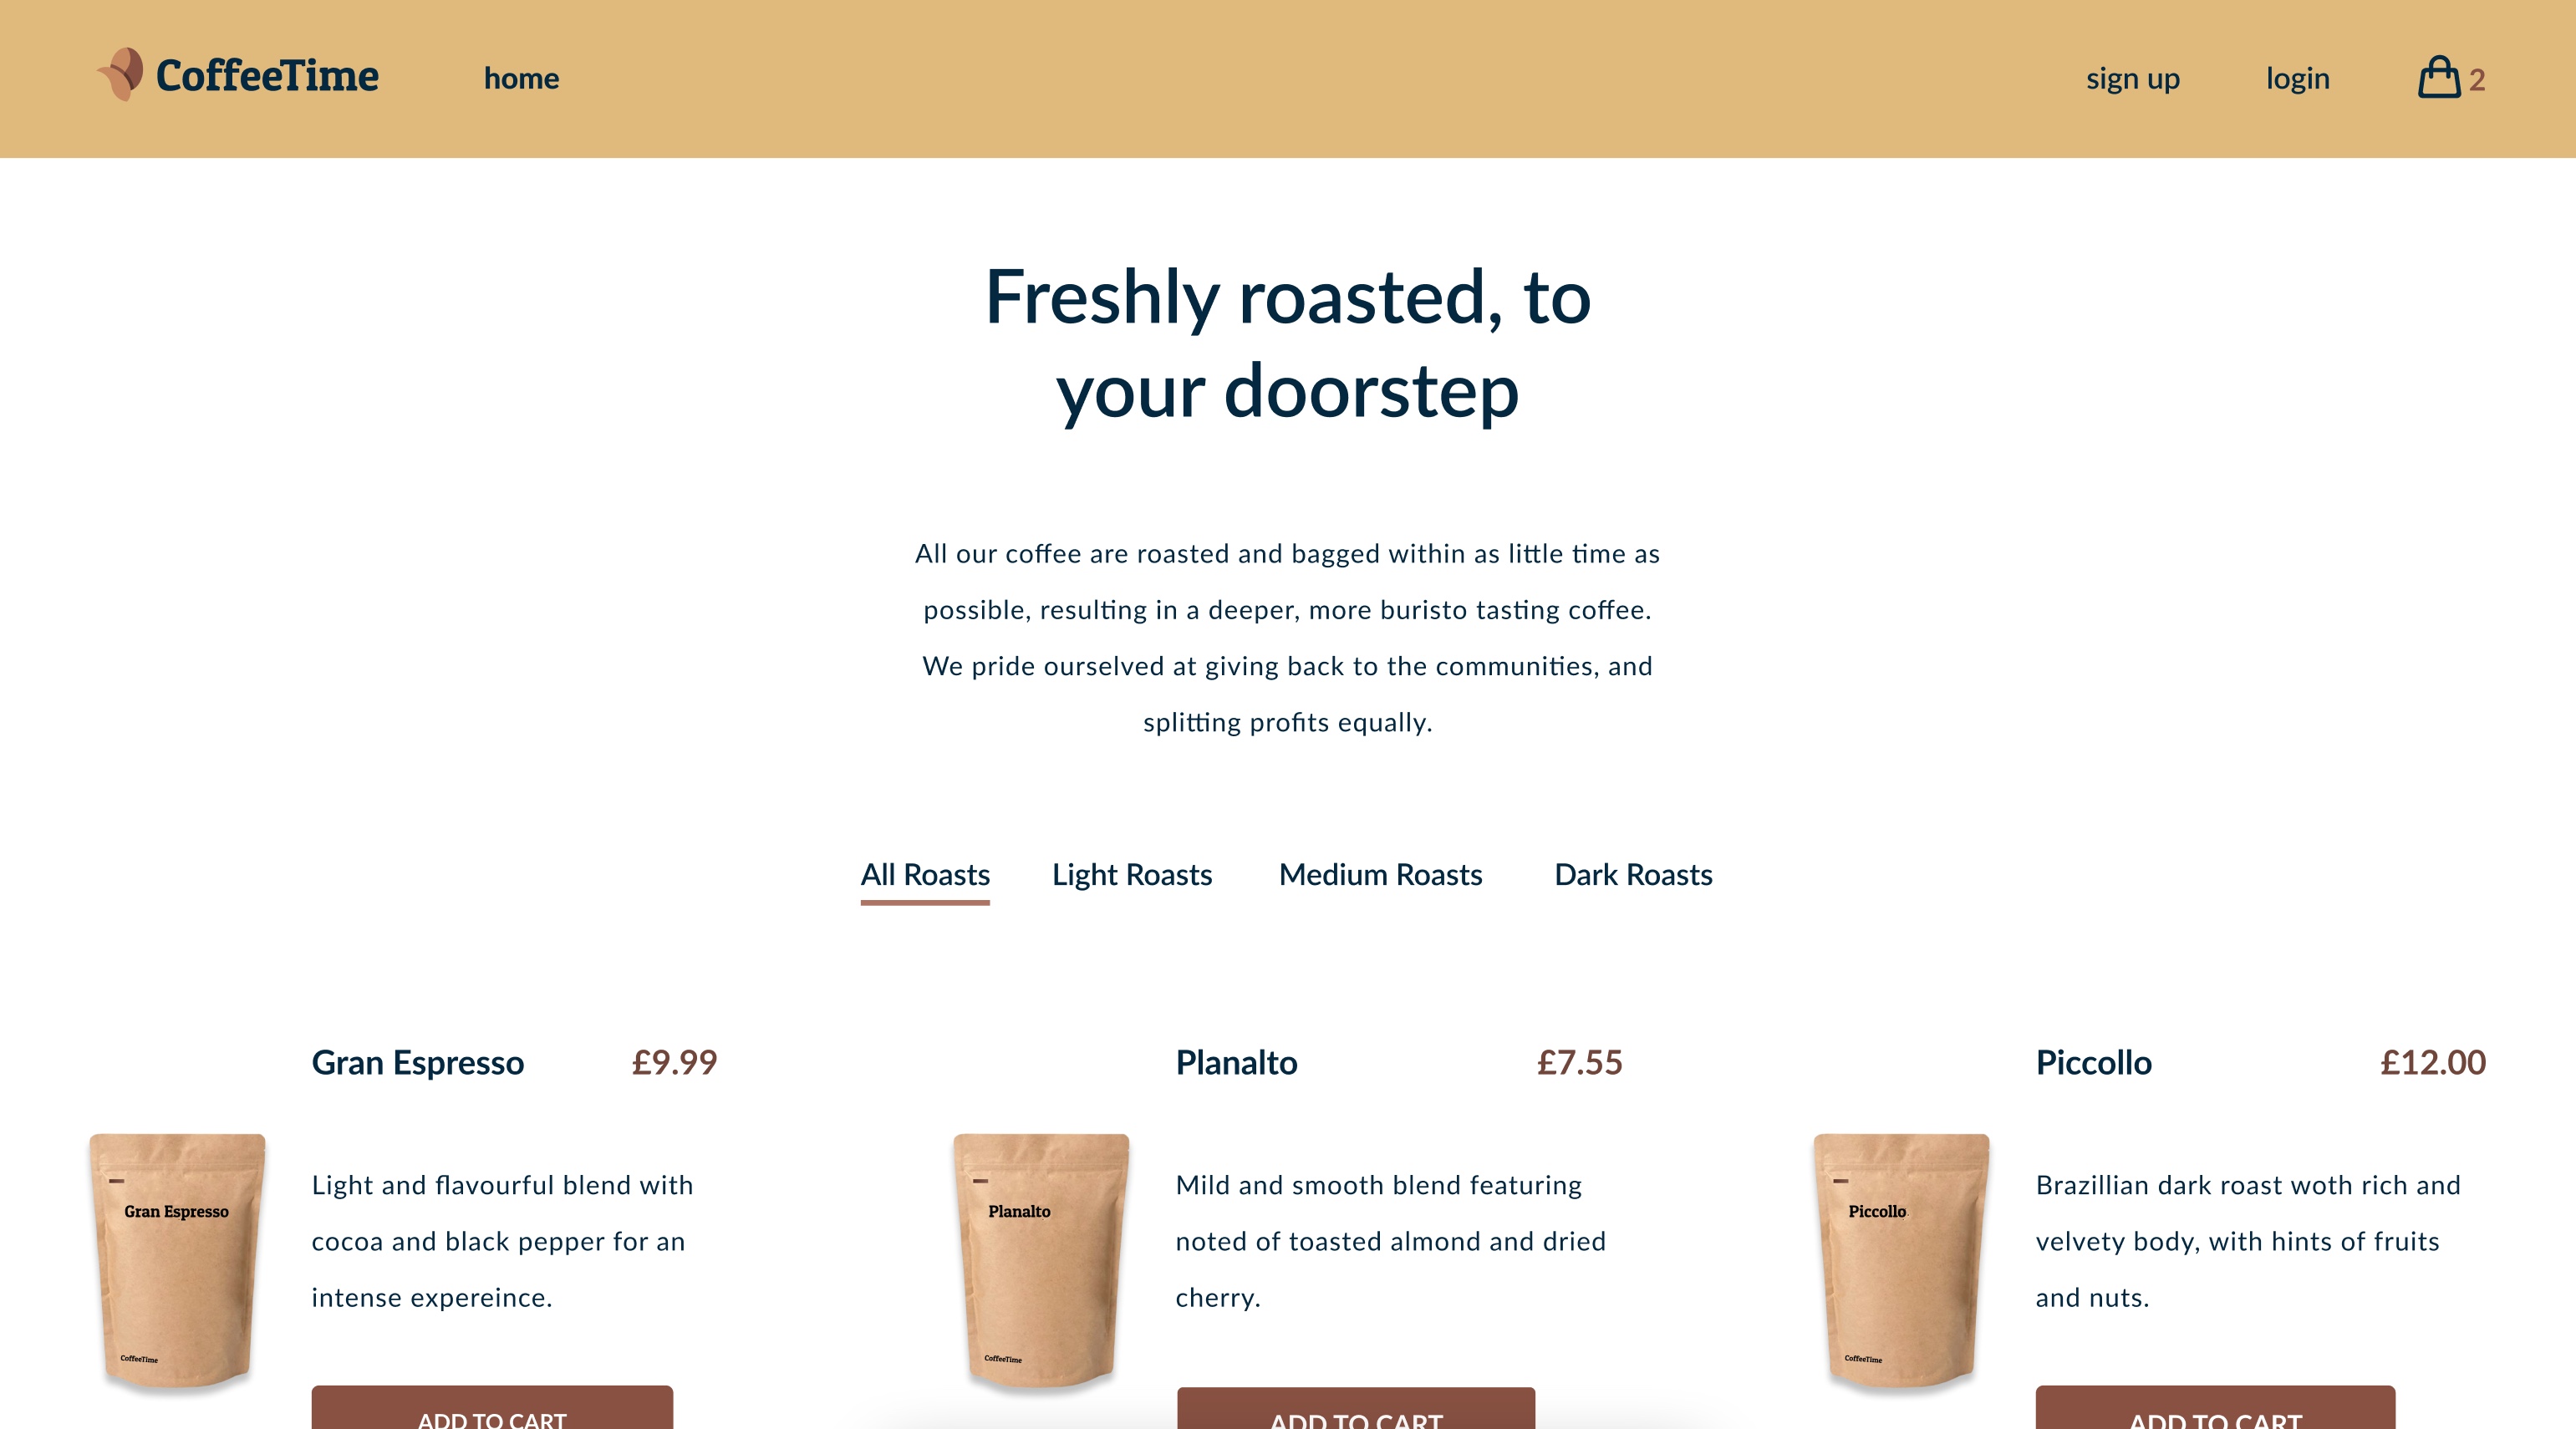 CoffeeTime home sign up login 2
Freshly roasted, to
your doorstep
All our coffee are roasted and bagged within as little time as
possible, resulting in a deeper, more buristo tasting coffee.
We pride ourselved at giving back to the communities, and
splitting profits equally.
All Roasts Light Roasts Medium Roasts Dark Roasts
Gran Espresso £9.99
Gran Espresso
CoffeeTime
Light and flavourful blend with
cocoa and black pepper for an
intense expereince.
ADD TO CART
Planalto £7.55
Planalto
CoffeeTime
Mild and smooth blend featuring
noted of toasted almond and dried
cherry.
ADD TO CART
Piccollo £12.00
Piccollo
CoffeeTime
Brazillian dark roast woth rich and
velvety body, with hints of fruits
and nuts.
ADD TO CART